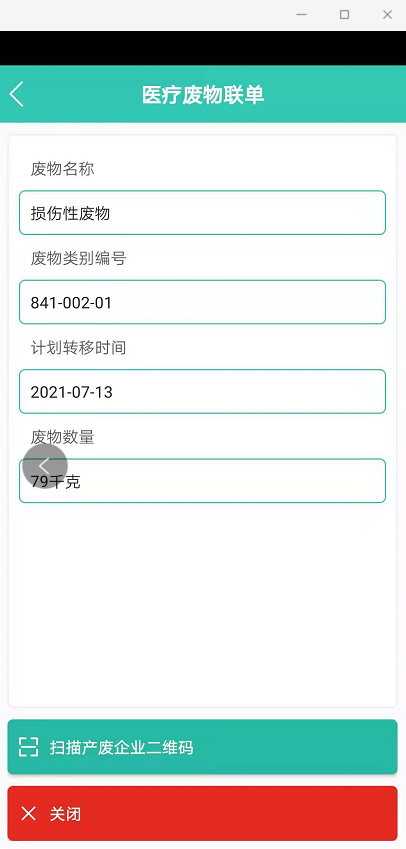 医疗废物联单
废物名称
损伤性废物
废物类别编号
841-002-01
计划转移时间
2021-07-13
废物数量
79千克
扫描产废企业二维码
关闭